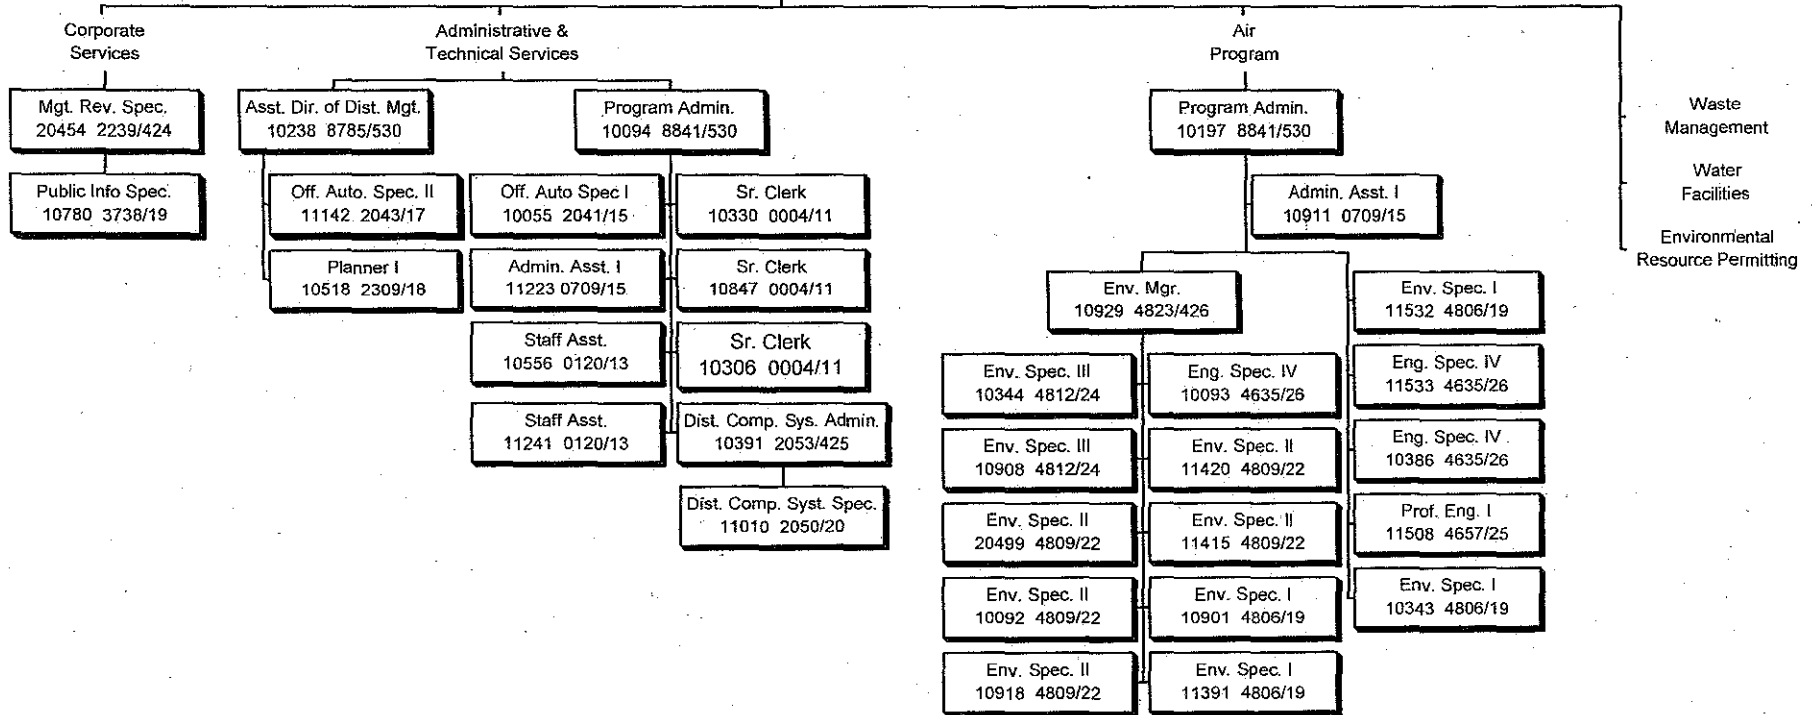 Corporate
Services
Mgt. Rev. Spec.
20454 2239/424
Public Info Spec.
10780 3738/19
Administrative &
Technical Services
Asst. Dir. of Dist. Mgt.
10238 8785/530
Off. Auto. Spec. II
11142 2043/17
Planner I
10518 2309/18
Program Admin.
10094 8841/530
Off. Auto Spec I
10055 2041/15
Admin. Asst. I
11223 0709/15
Staff Asst.
10556 0120/13
Staff Asst.
11241 0120/13
Sr. Clerk
10330 0004/11
Sr. Clerk
10847 0004/11
Sr. Clerk
10306 0004/11
Dist. Comp. Sys. Admin.
10391 2053/425
Dist. Comp. Syst. Spec.
11010 2050/20
Air
Program
Program Admin.
10197 8841/530
Admin. Asst. I
10911 0709/15
Env. Mgr.
10929 4823/426
Env. Spec. III
10344 4812/24
Env. Spec. III
10908 4812/24
Env. Spec. II
20499 4809/22
Env. Spec. II
10092 4809/22
Env. Spec. II
10918 4809/22
Eng. Spec. IV
10093 4635/26
Env. Spec. II
11420 4809/22
Env. Spec. II
11415 4809/22
Env. Spec. I
10901 4806/19
Env. Spec. I
11391 4806/19
Env. Spec. I
11532 4806/19
Eng. Spec. IV
11533 4635/26
Eng. Spec. IV
10386 4635/26
Prof. Eng. I
11508 4657/25
Env. Spec. I
10343 4806/19
Waste
Management
Water
Facilities
Environmental
Resource Permitting